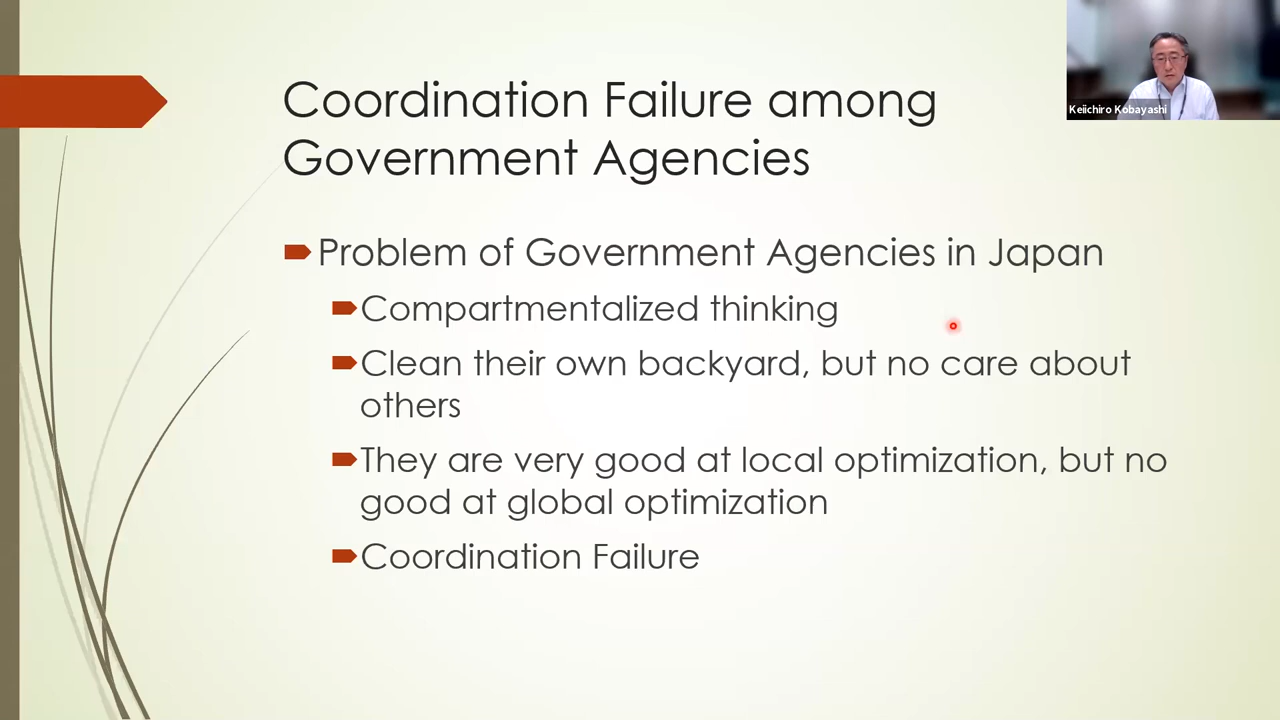 Keiichiro Kobayashi
Coordination Failure among
Government Agencies
Problem of Government Agencies in Japan
Compartmentalized thinking
Clean their own backyard, but no care about
others
They are very good at local optimization, but no
good at global optimization
Coordination Failure